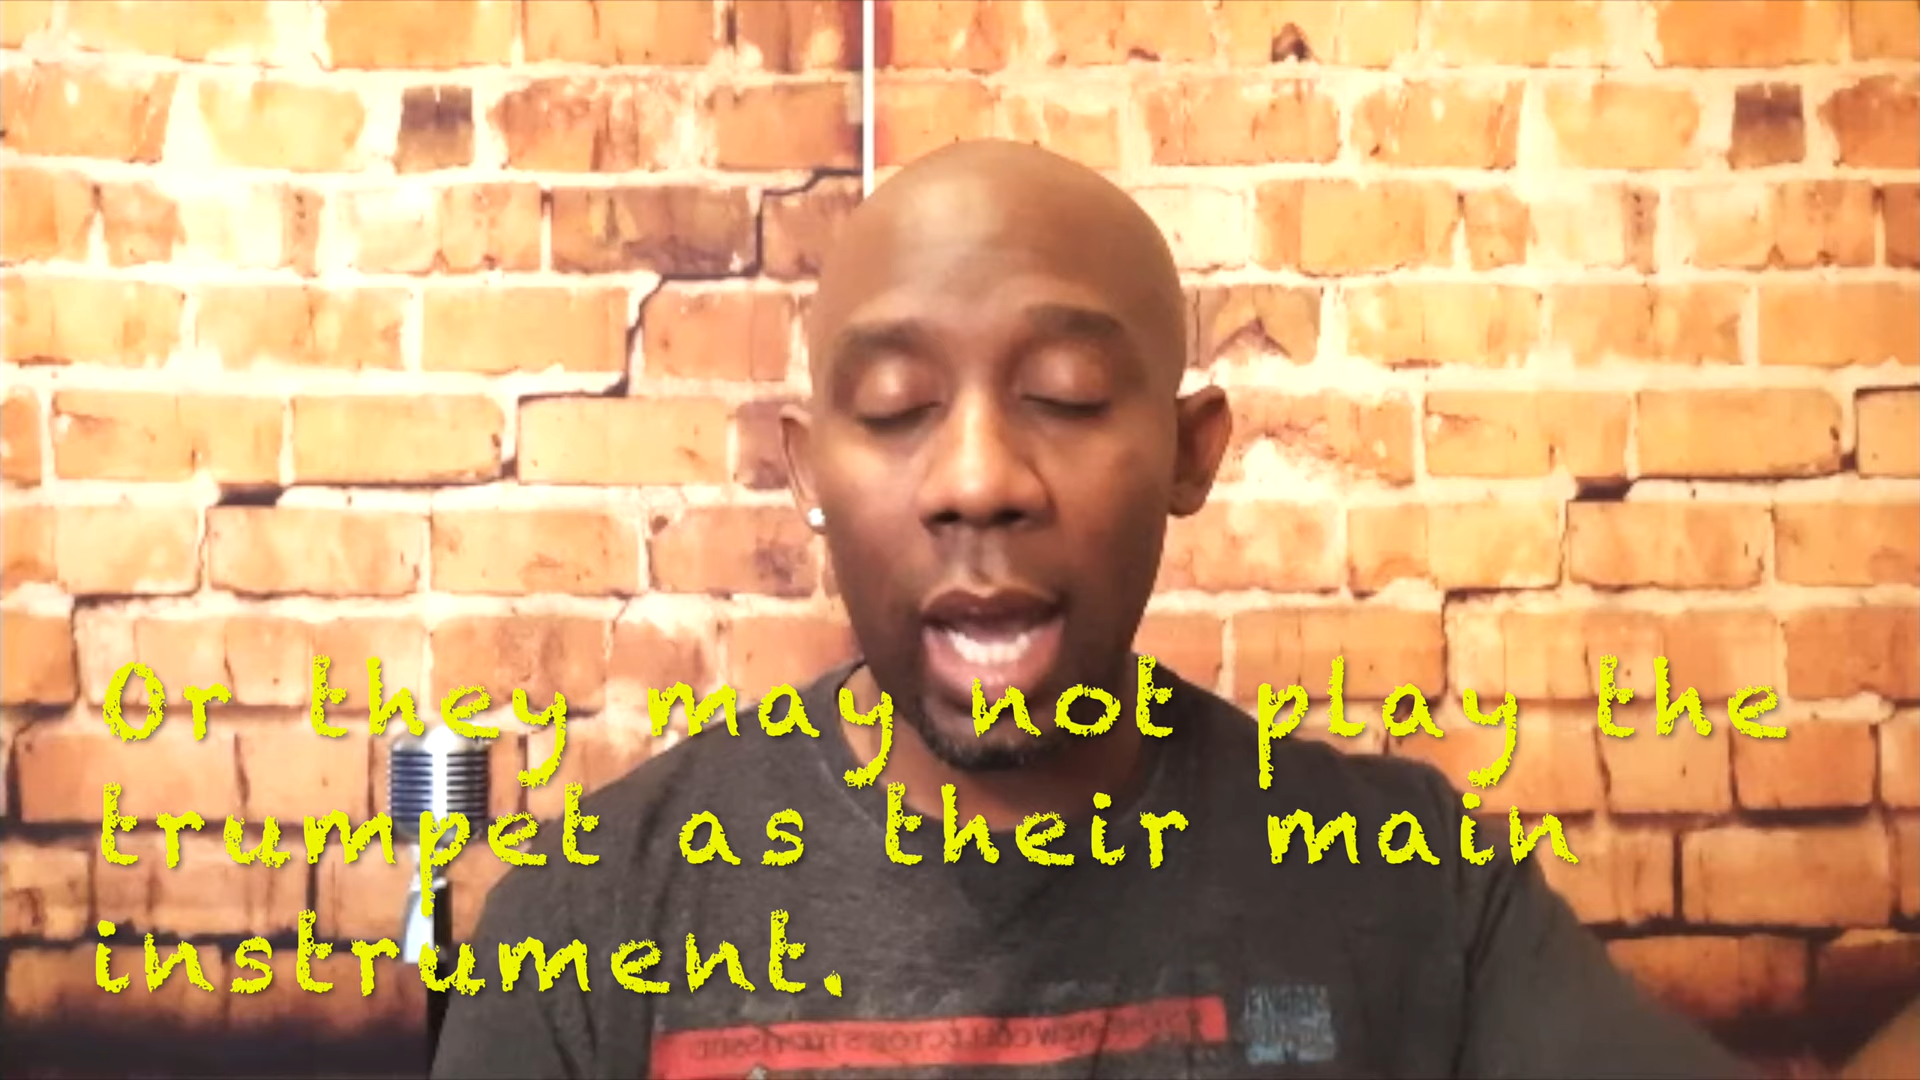 Or they may not play the
trumpet as their main
instrument.